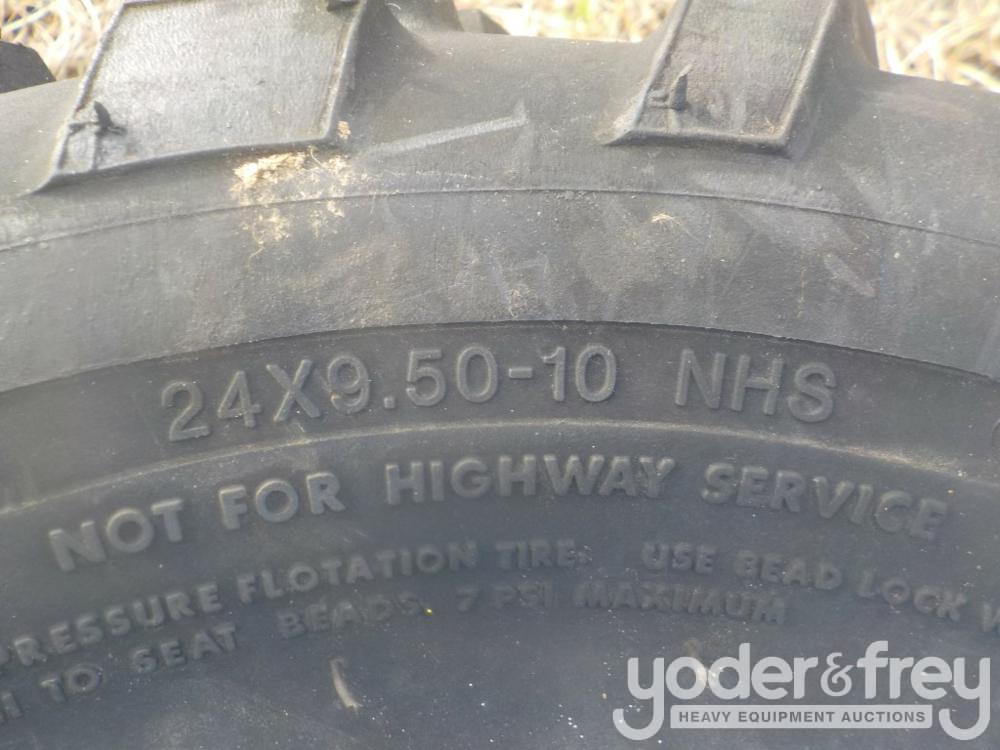 24X9.50-10 NHS
NOT FOR HIGHWAY SERVICE
PRESSURE FLOTATION TIRE. USE BEAD LOCK
TO SEAT BEADS 7 PSI MAXIMUM
yoder&frey
HEAVY EQUIPMENT AUCTIONS